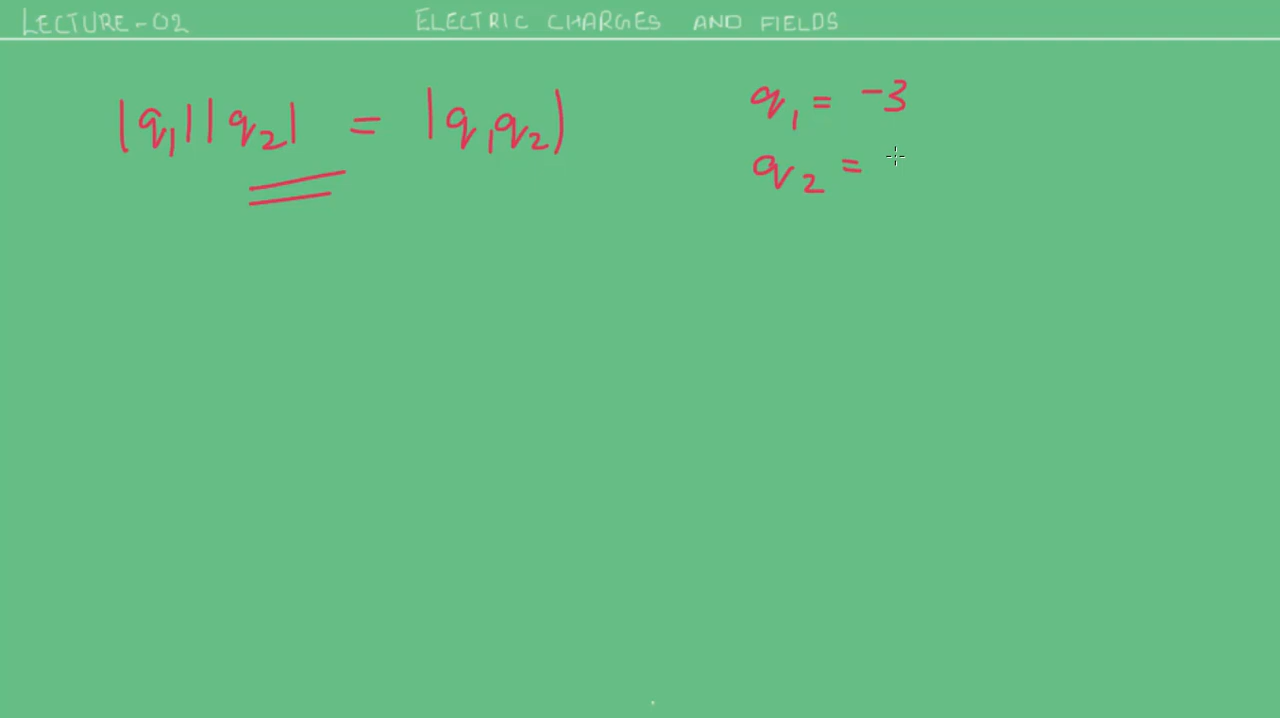 LECTURE-02 ELECTRIC CHARGES AND FIELDS
|q₁||q₂| = |q₁q₂| q₁ = -3
q₂ =